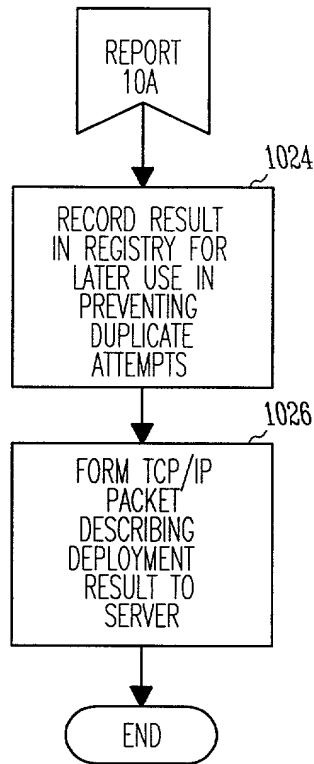 REPORT
10A
1024
RECORD RESULT
IN REGISTRY FOR
LATER USE IN
PREVENTING
DUPLICATE
ATTEMPTS
1026
FORM TCP/IP
PACKET
DESCRIBING
DEPLOYMENT
RESULT TO
SERVER
END